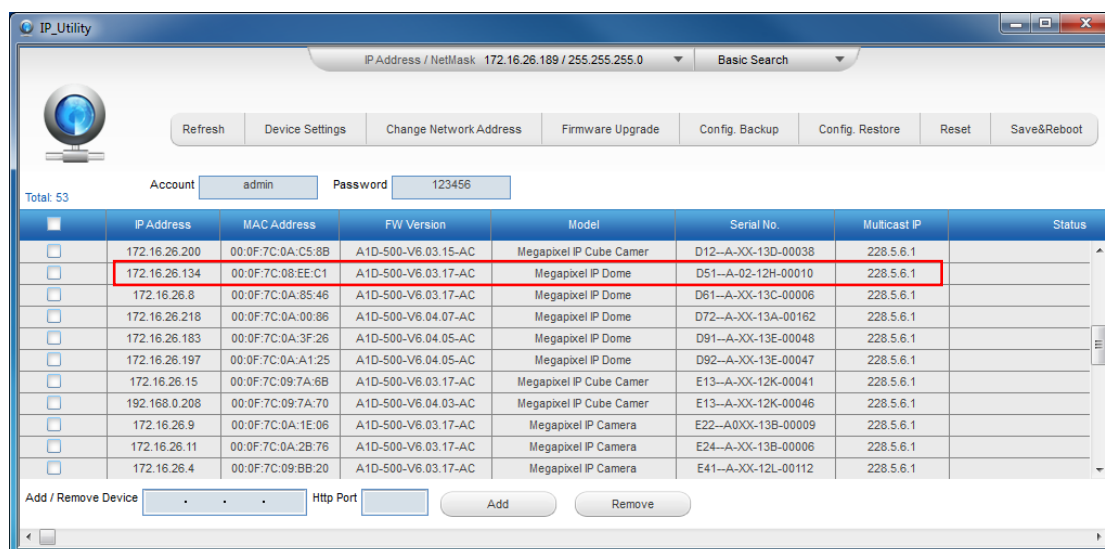 IP_Utility
IP Address / NetMask 172.16.26.189 / 255.255.255.0 Basic Search
Refresh Device Settings Change Network Address Firmware Upgrade Config. Backup Config. Restore Reset Save&Reboot
Account admin Password 123456
Total: 53
IP Address MAC Address FW Version Model Serial No. Multicast IP Status
172.16.26.200 00:0F:7C:0A:C5:8B A1D-500-V6.03.15-AC Megapixel IP Cube Camer D12--A-XX-13D-00038 228.5.6.1
172.16.26.134 00:0F:7C:08:EE:C1 A1D-500-V6.03.17-AC Megapixel IP Dome D51--A-02-12H-00010 228.5.6.1
172.16.26.8 00:0F:7C:0A:85:46 A1D-500-V6.03.17-AC Megapixel IP Dome D61--A-XX-13C-00006 228.5.6.1
172.16.26.218 00:0F:7C:0A:00:86 A1D-500-V6.04.07-AC Megapixel IP Dome D72--A-XX-13A-00162 228.5.6.1
172.16.26.183 00:0F:7C:0A:3F:26 A1D-500-V6.04.05-AC Megapixel IP Dome D91--A-XX-13E-00048 228.5.6.1
172.16.26.197 00:0F:7C:0A:A1:25 A1D-500-V6.04.05-AC Megapixel IP Dome D92--A-XX-13E-00047 228.5.6.1
172.16.26.15 00:0F:7C:09:7A:6B A1D-500-V6.03.17-AC Megapixel IP Cube Camer E13--A-XX-12K-00041 228.5.6.1
192.168.0.208 00:0F:7C:09:7A:70 A1D-500-V6.04.03-AC Megapixel IP Cube Camer E13--A-XX-12K-00046 228.5.6.1
172.16.26.9 00:0F:7C:0A:1E:06 A1D-500-V6.03.17-AC Megapixel IP Camera E22--A0XX-13B-00009 228.5.6.1
172.16.26.11 00:0F:7C:0A:2B:76 A1D-500-V6.03.17-AC Megapixel IP Camera E24--A-XX-13B-00006 228.5.6.1
172.16.26.4 00:0F:7C:09:BB:20 A1D-500-V6.03.17-AC Megapixel IP Camera E41--A-XX-12L-00112 228.5.6.1
Add / Remove Device . . . Http Port Add Remove